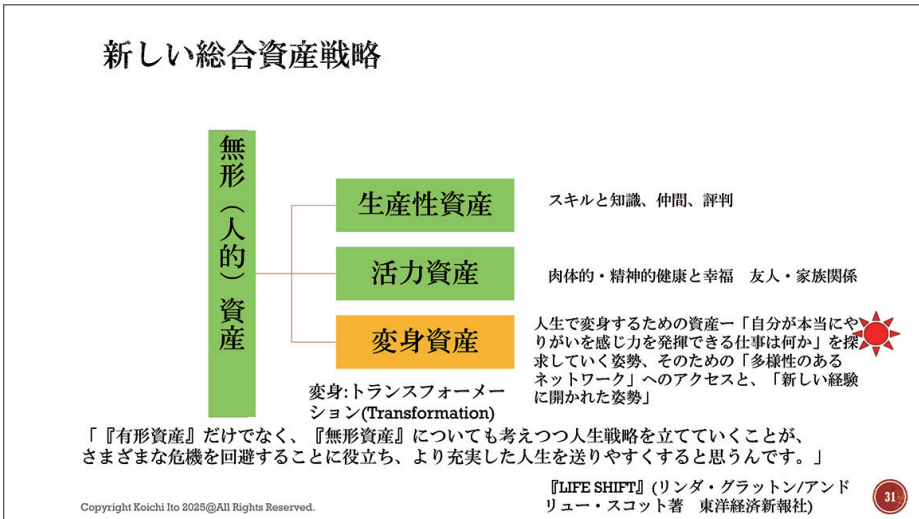 新しい総合資産戦略
無形（人的）資産
生産性資産
スキルと知識、仲間、評判
活力資産
肉体的・精神的健康と幸福　友人・家族関係
変身資産
人生で変身するための資産ー「自分が本当にや
りがいを感じ力を発揮できる仕事は何か」を探
求していく姿勢、そのための「多様性のある
ネットワーク」へのアクセスと、「新しい経験
に開かれた姿勢」
変身:トランスフォーメー
ション(Transformation)
「『有形資産』だけでなく、『無形資産』についても考えつつ人生戦略を立てていくことが、
さまざまな危機を回避することに役立ち、より充実した人生を送りやすくすると思うんです。」
『LIFE SHIFT』(リンダ・グラットン/アンド
リュー・スコット著　東洋経済新報社)
Copyright Koichi Ito 2025@All Rights Reserved.
31